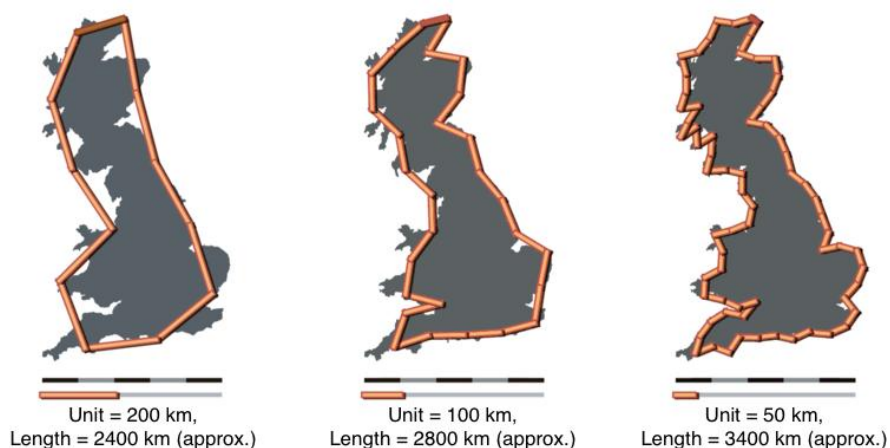 Unit = 200 km,
Length = 2400 km (approx.)
Unit = 100 km,
Length = 2800 km (approx.)
Unit = 50 km,
Length = 3400 km (approx.)